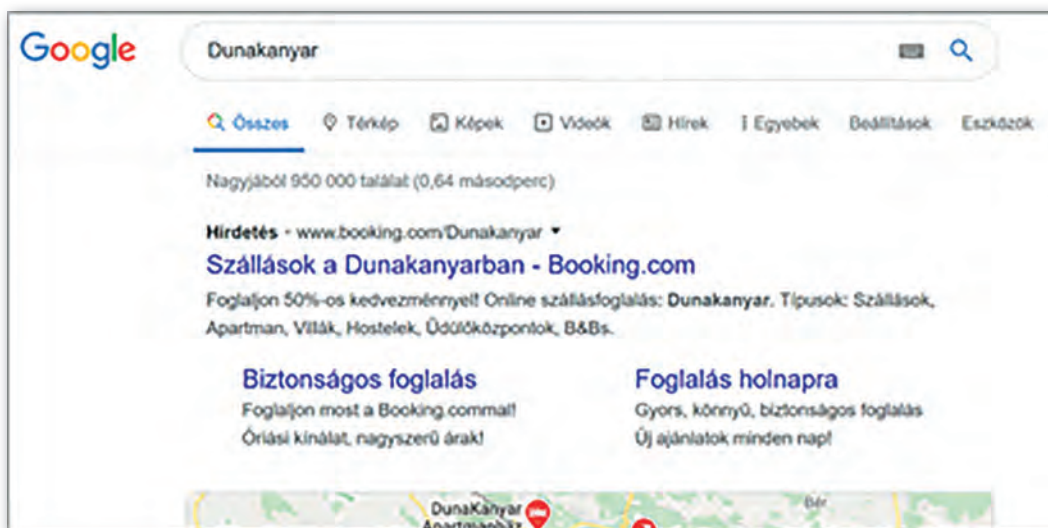 Google
Dunakanyar
Összes Térkép Képek Videók Hírek Egyebek Beállítások Eszközök
Nagyjából 950 000 találat (0,64 másodperc)
Hirdetés · www.booking.com/Dunakanyar
Szállások a Dunakanyarban - Booking.com
Foglaljon 50%-os kedvezménnyel! Online szállásfoglalás: Dunakanyar. Típusok: Szállások,
Apartman, Villák, Hostelek, Üdülőközpontok, B&Bs.
Biztonságos foglalás
Foglaljon most a Booking.commal!
Óriási kínálat, nagyszerű árak!
Foglalás holnapra
Gyors, könnyű, biztonságos foglalás
Új ajánlatok minden nap!
DunaKanyar
Apartmanház
Bér